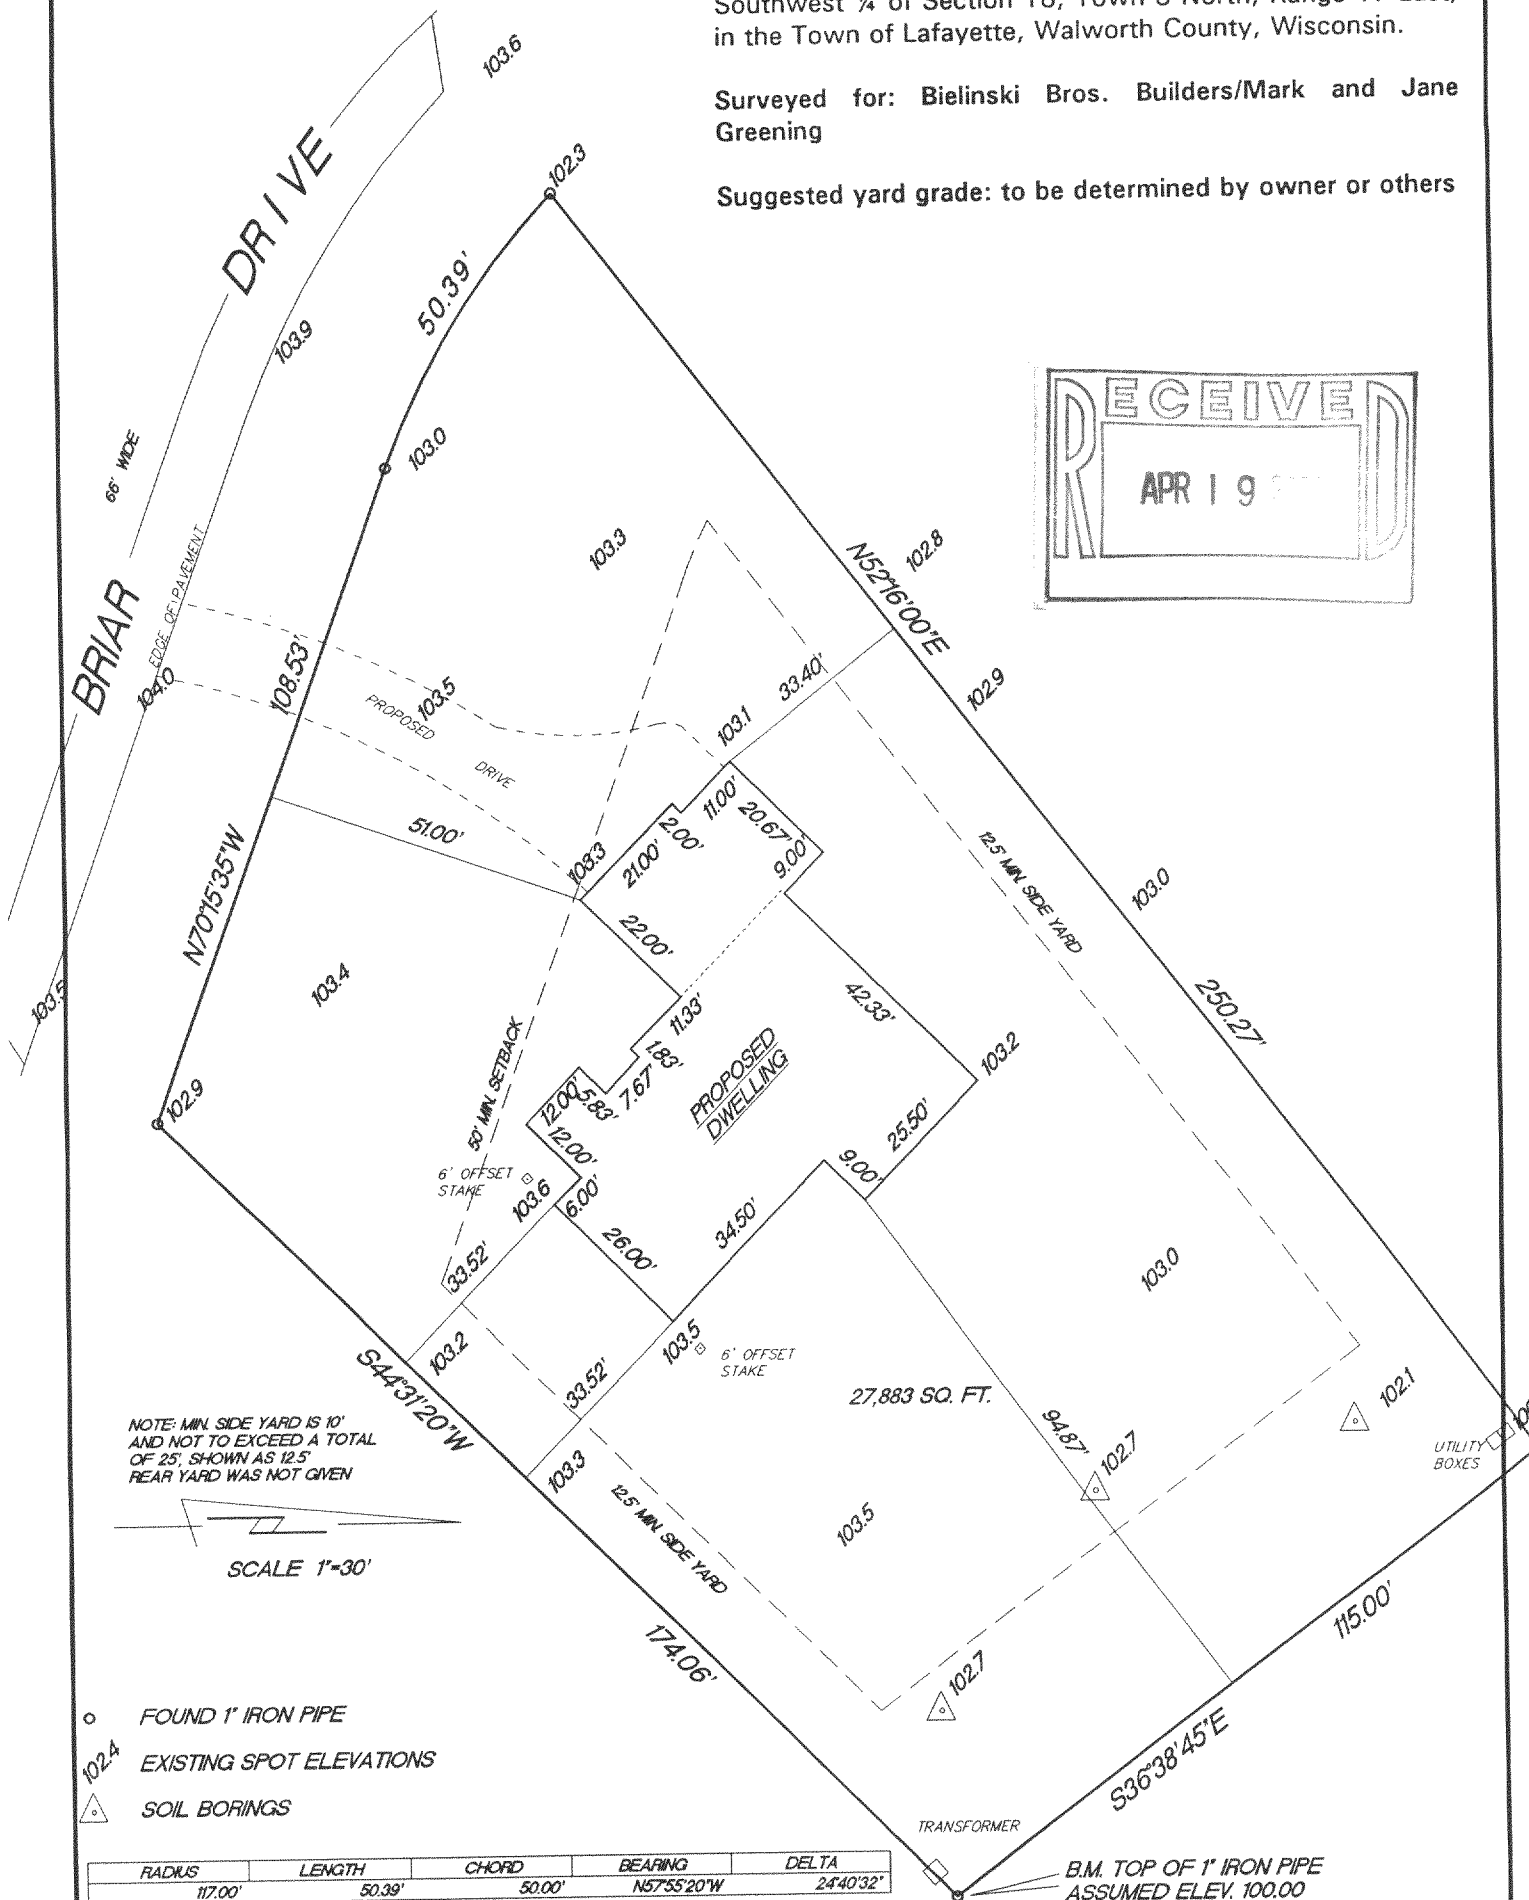 Southwest ¼ of Section 18, Town 3 North, Range 17 East,
in the Town of Lafayette, Walworth County, Wisconsin.
Surveyed for: Bielinski Bros. Builders/Mark and Jane
Greening
Suggested yard grade: to be determined by owner or others
RECEIVED
APR 19
BRIAR DRIVE
66' WIDE
EDGE OF PAVEMENT
103.6
102.3
50.39'
103.9
103.0
103.3
102.8
N52°16'00"E
102.9
33.40'
103.1
108.53'
104.0
103.5
PROPOSED
DRIVE
51.00'
108.3
21.00'
2.00'
11.00'
20.67'
9.00'
22.00'
N70°15'35"W
103.4
103.5
102.9
50' MIN. SETBACK
12.5' MIN. SIDE YARD
103.0
250.27'
42.33'
103.2
11.33'
1.83'
7.67'
5.83'
12.00'
12.00'
PROPOSED
DWELLING
25.50'
9.00'
34.50'
6' OFFSET
STAKE
103.6
6.00'
26.00'
33.52'
103.2
103.5
6' OFFSET
STAKE
33.52'
103.3
S44°31'20"W
103.0
27,883 SQ. FT.
94.87'
102.7
102.1
UTILITY
BOXES
12.5' MIN. SIDE YARD
103.5
102.7
174.06'
115.00'
S36°38'45"E
NOTE: MIN. SIDE YARD IS 10'
AND NOT TO EXCEED A TOTAL
OF 25', SHOWN AS 12.5'
REAR YARD WAS NOT GIVEN
SCALE 1"=30'
FOUND 1" IRON PIPE
102.4 EXISTING SPOT ELEVATIONS
SOIL BORINGS
TRANSFORMER
B.M. TOP OF 1" IRON PIPE
ASSUMED ELEV. 100.00
RADIUS LENGTH CHORD BEARING DELTA
117.00' 50.39' 50.00' N57°55'20"W 24°40'32"